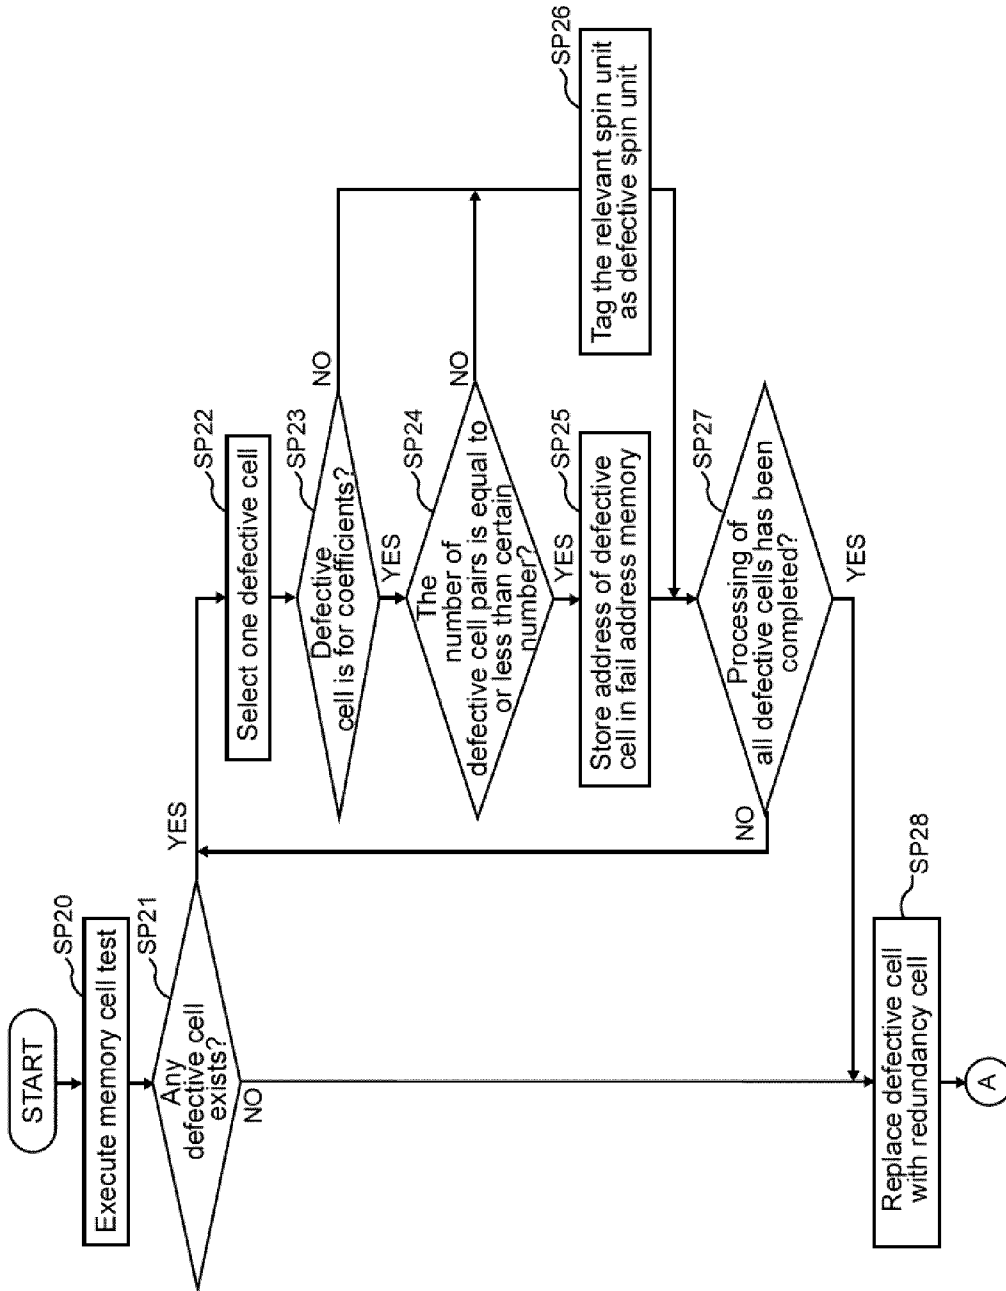 START
SP20
Execute memory cell test
SP21
Any
defective cell
exists?
YES
NO
SP22
Select one defective cell
SP23
Defective
cell is for coefficients?
NO
YES
SP24
The
number of
defective cell pairs is equal to
or less than certain
number?
NO
YES
SP25
Store address of defective
cell in fail address memory
SP26
Tag the relevant spin unit
as defective spin unit
SP27
Processing of
all defective cells has been
completed?
NO
YES
SP28
Replace defective cell
with redundancy cell
A